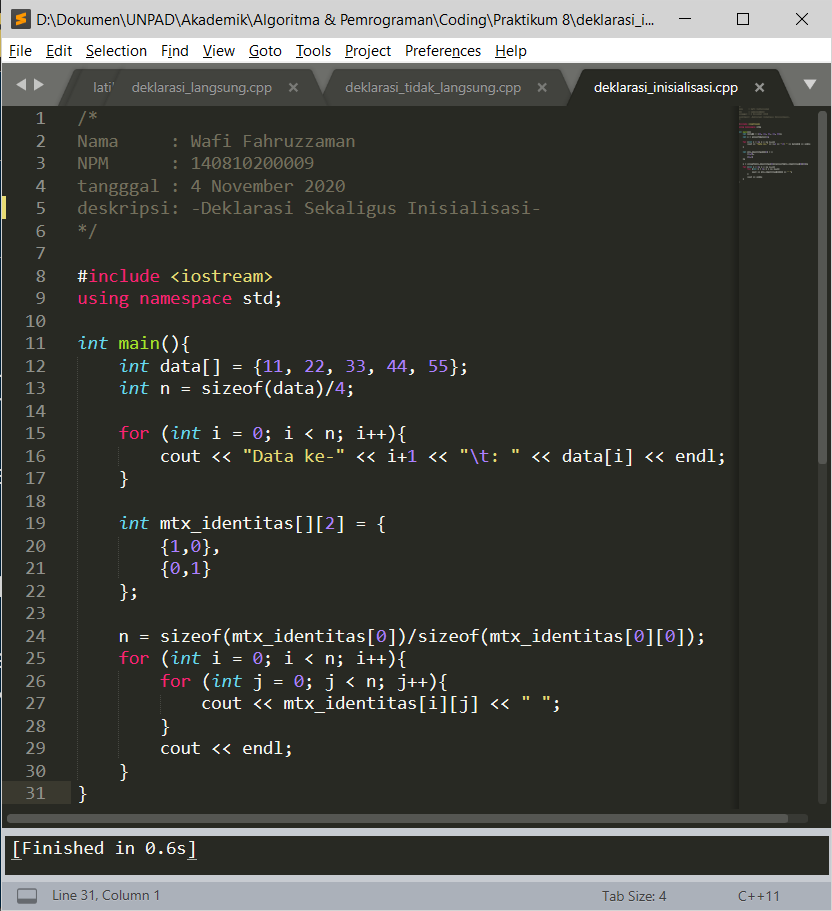 D:\Dokumen\UNPAD\Akademik\Algoritma & Pemrograman\Coding\Praktikum 8\deklarasi_i...
File Edit Selection Find View Goto Tools Project Preferences Help
lati deklarasi_langsung.cpp × deklarasi_tidak_langsung.cpp × deklarasi_inisialisasi.cpp ×
1 /*
2 Nama     : Wafi Fahruzzaman
3 NPM      : 140810200009
4 tangggal : 4 November 2020
5 deskripsi: -Deklarasi Sekaligus Inisialisasi-
6 */
7
8 #include <iostream>
9 using namespace std;
10
11 int main(){
12     int data[] = {11, 22, 33, 44, 55};
13     int n = sizeof(data)/4;
14
15     for (int i = 0; i < n; i++){
16         cout << "Data ke-" << i+1 << "\t: " << data[i] << endl;
17     }
18
19     int mtx_identitas[][2] = {
20         {1,0},
21         {0,1}
22     };
23
24     n = sizeof(mtx_identitas[0])/sizeof(mtx_identitas[0][0]);
25     for (int i = 0; i < n; i++){
26         for (int j = 0; j < n; j++){
27             cout << mtx_identitas[i][j] << " ";
28         }
29         cout << endl;
30     }
31 }
[Finished in 0.6s]
Line 31, Column 1 Tab Size: 4 C++11